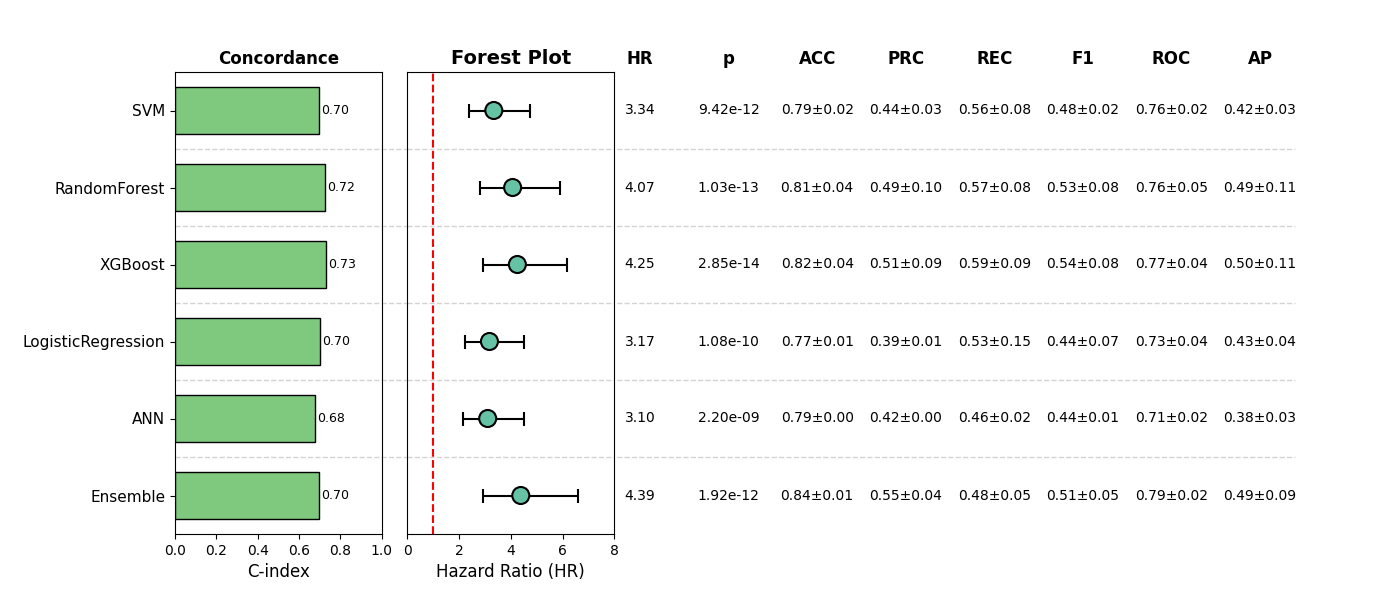 Concordance Forest Plot HR p ACC PRC REC F1 ROC AP
SVM 0.70 3.34 9.42e-12 0.79±0.02 0.44±0.03 0.56±0.08 0.48±0.02 0.76±0.02 0.42±0.03
RandomForest 0.72 4.07 1.03e-13 0.81±0.04 0.49±0.10 0.57±0.08 0.53±0.08 0.76±0.05 0.49±0.11
XGBoost 0.73 4.25 2.85e-14 0.82±0.04 0.51±0.09 0.59±0.09 0.54±0.08 0.77±0.04 0.50±0.11
LogisticRegression 0.70 3.17 1.08e-10 0.77±0.01 0.39±0.01 0.53±0.15 0.44±0.07 0.73±0.04 0.43±0.04
ANN 0.68 3.10 2.20e-09 0.79±0.00 0.42±0.00 0.46±0.02 0.44±0.01 0.71±0.02 0.38±0.03
Ensemble 0.70 4.39 1.92e-12 0.84±0.01 0.55±0.04 0.48±0.05 0.51±0.05 0.79±0.02 0.49±0.09
0.0 0.2 0.4 0.6 0.8 1.0 0 2 4 6 8
C-index Hazard Ratio (HR)